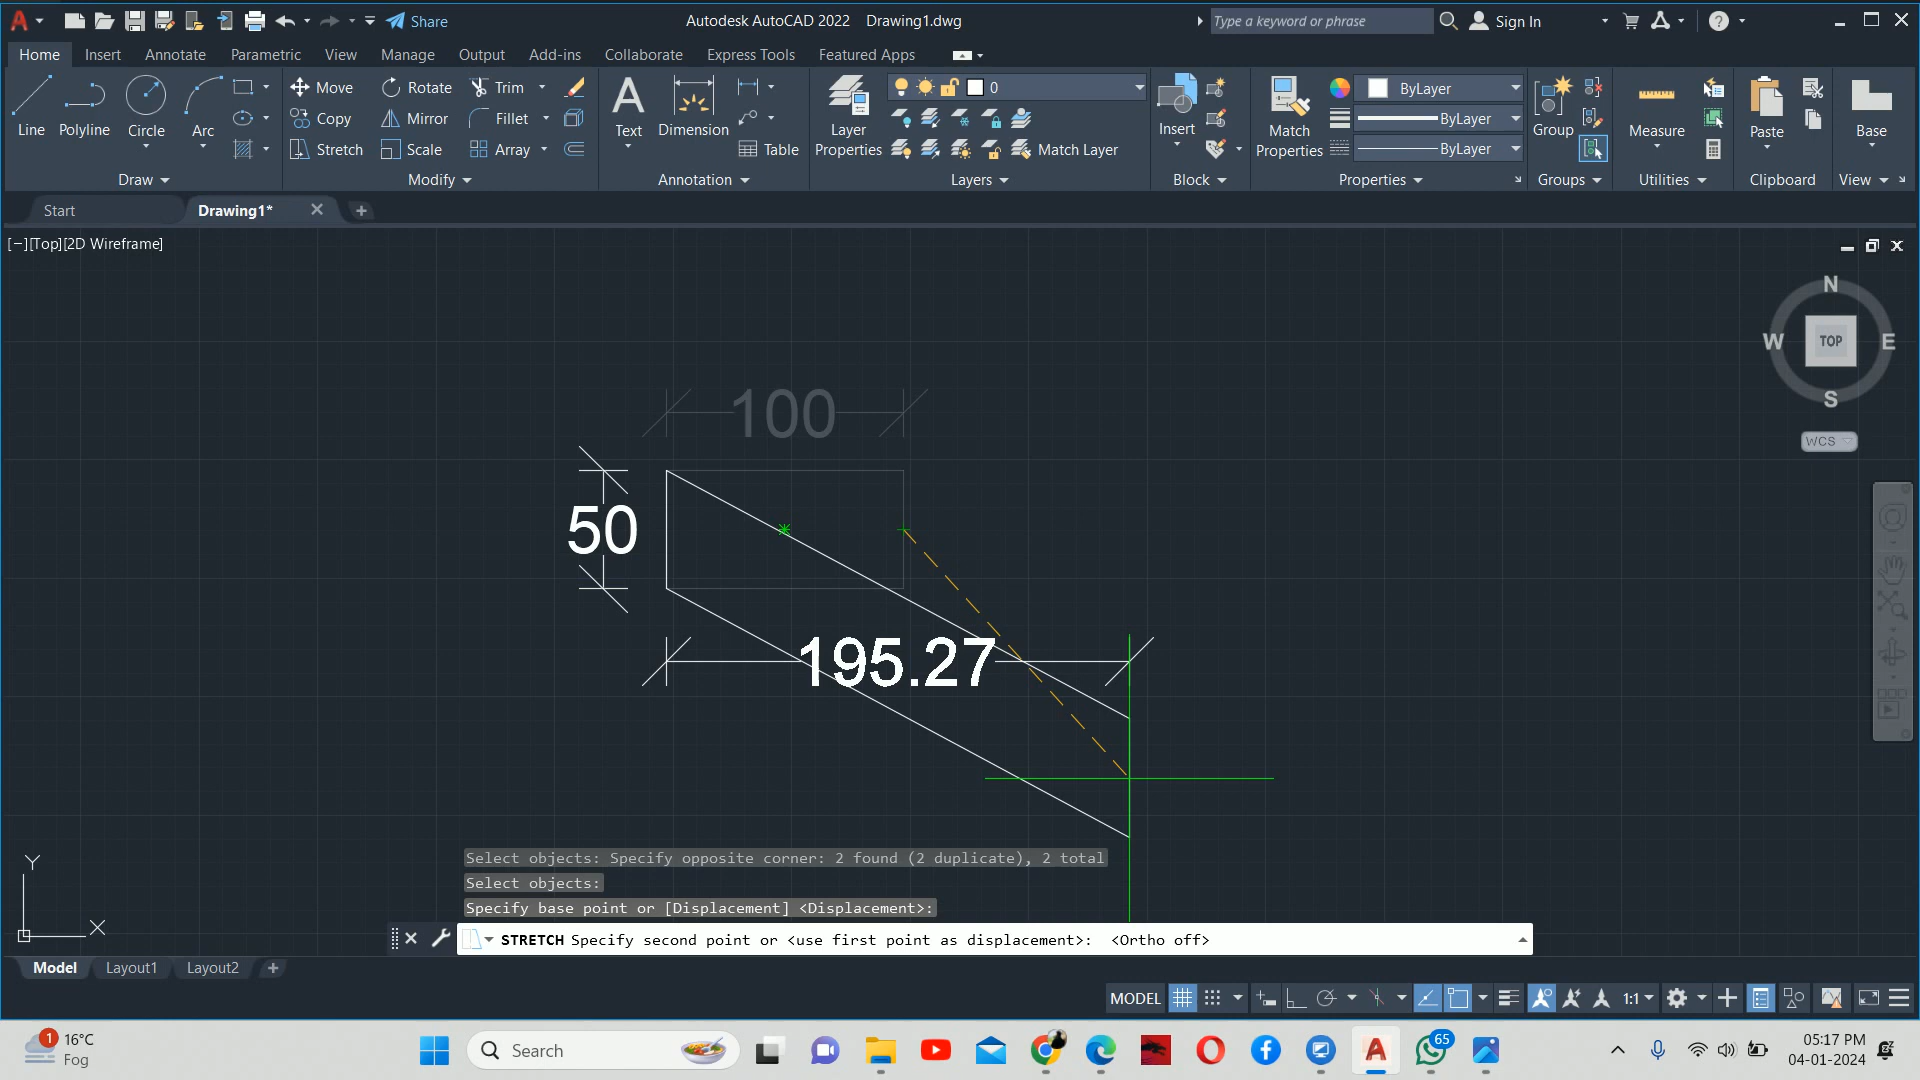 Share
Autodesk AutoCAD 2022 Drawing1.dwg
Type a keyword or phrase
Sign In
Home Insert Annotate Parametric View Manage Output Add-ins Collaborate Express Tools Featured Apps
Line Polyline Circle Arc
Draw
Move Rotate Trim
Copy Mirror Fillet
Stretch Scale Array
Modify
Text Dimension Table
Annotation
Layer Properties
0
Match Layer
Layers
Insert
Block
Match Properties
ByLayer
ByLayer
ByLayer
Properties
Group
Groups
Measure
Utilities
Paste
Clipboard
Base
View
Start Drawing1*
[−][Top][2D Wireframe]
N
W TOP E
S
WCS
100
50
195.27
Y
X
Select objects: Specify opposite corner: 2 found (2 duplicate), 2 total
Select objects:
Specify base point or [Displacement] <Displacement>:
STRETCH Specify second point or <use first point as displacement>: <Ortho off>
Model Layout1 Layout2
MODEL 1:1
1 16°C
Fog
Search
65
05:17 PM
04-01-2024